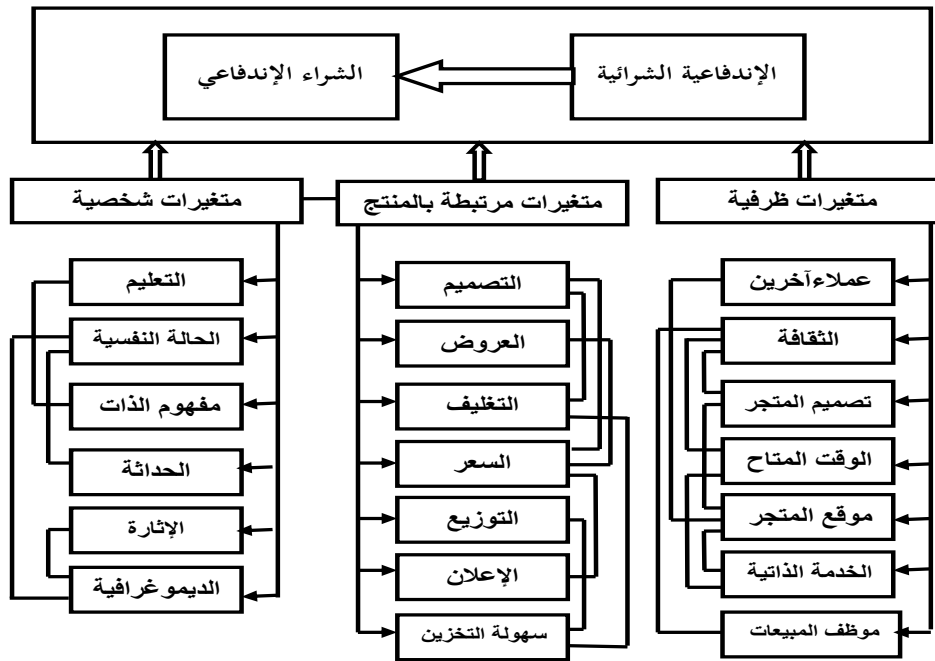 الإندفاعية الشرائية
الشراء الإندفاعي
متغيرات ظرفية
متغيرات مرتبطة بالمنتج
متغيرات شخصية
عملاءآخرين
الثقافة
تصميم المتجر
الوقت المتاح
موقع المتجر
الخدمة الذاتية
موظف المبيعات
التصميم
العروض
التغليف
السعر
التوزيع
الإعلان
سهولة التخزين
التعليم
الحالة النفسية
مفهوم الذات
الحداثة
الإثارة
الديموغرافية